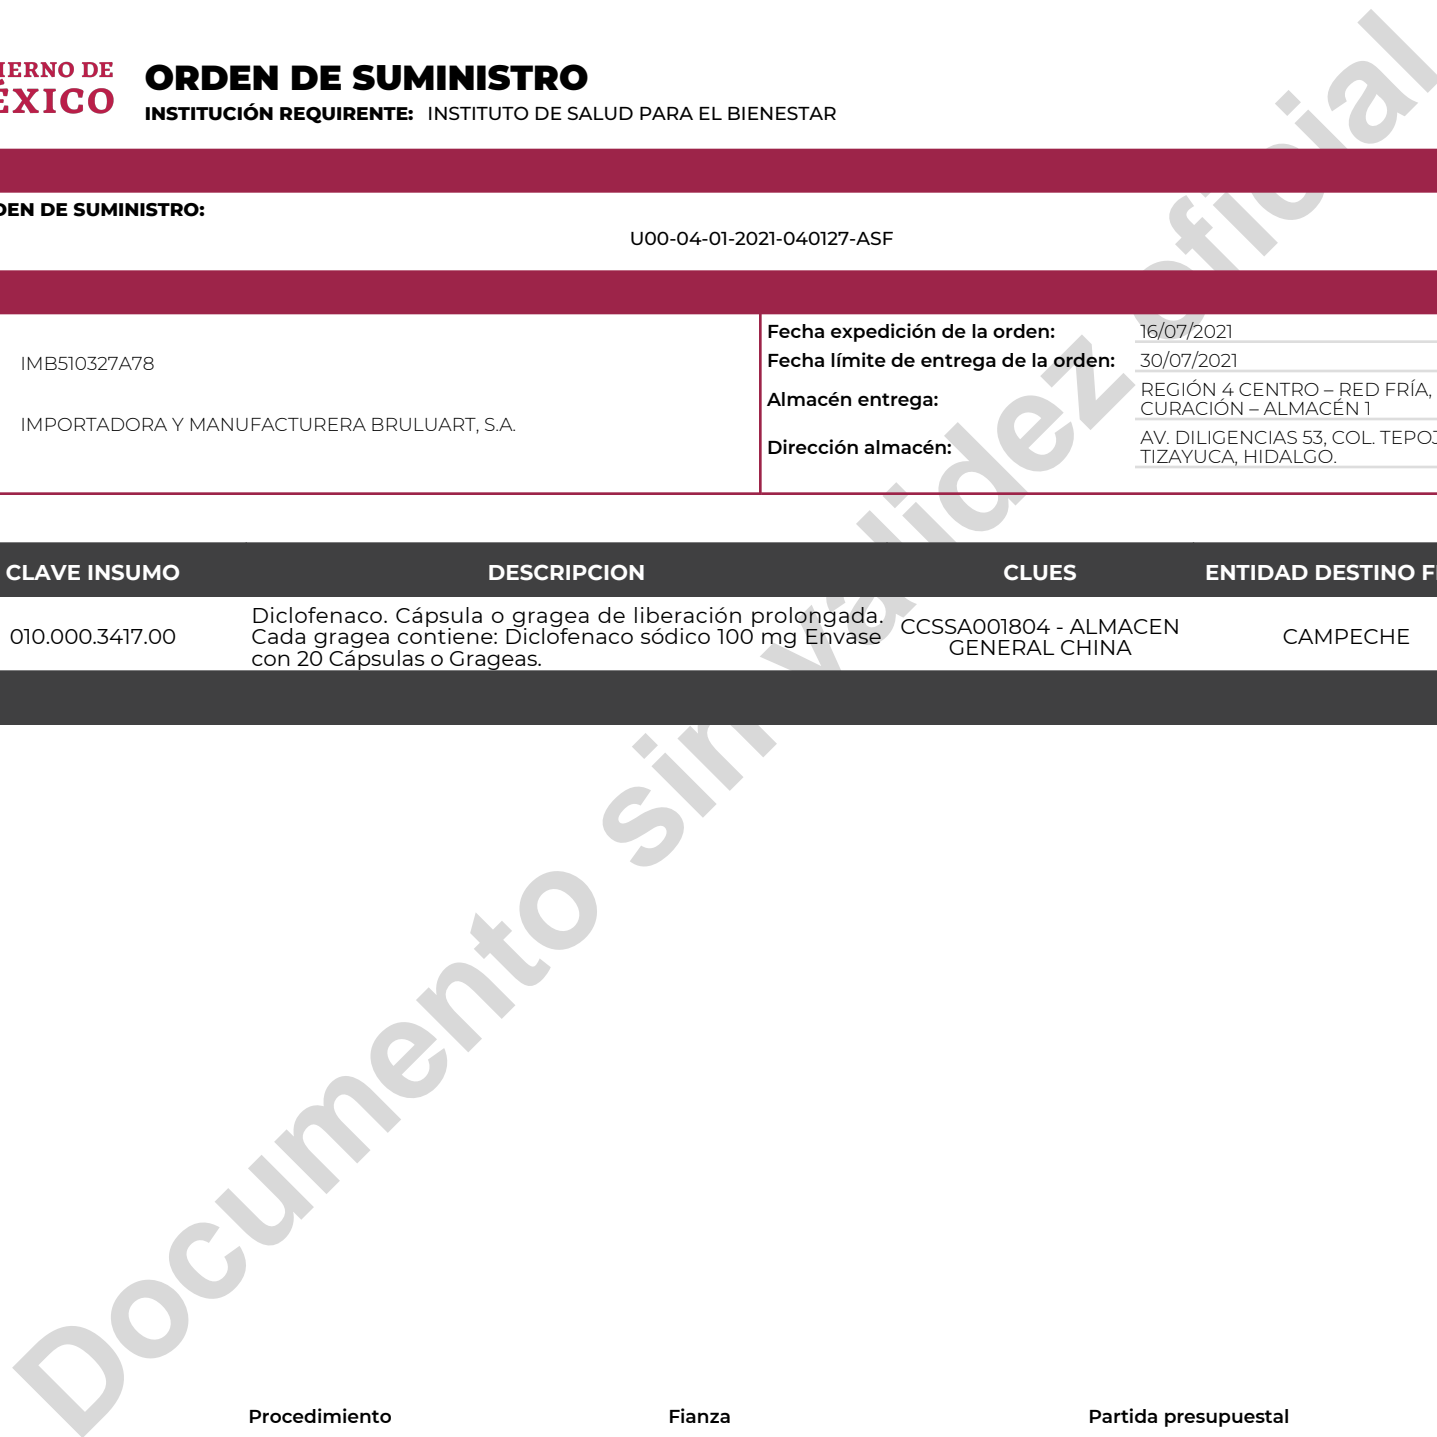 IERNO DE
ÉXICO
ORDEN DE SUMINISTRO
INSTITUCIÓN REQUIRENTE: INSTITUTO DE SALUD PARA EL BIENESTAR
DEN DE SUMINISTRO:
U00-04-01-2021-040127-ASF
IMB510327A78
IMPORTADORA Y MANUFACTURERA BRULUART, S.A.
Fecha expedición de la orden: 16/07/2021
Fecha límite de entrega de la orden: 30/07/2021
Almacén entrega: REGIÓN 4 CENTRO – RED FRÍA,
CURACIÓN – ALMACÉN 1
Dirección almacén: AV. DILIGENCIAS 53, COL. TEPOJ
TIZAYUCA, HIDALGO.
CLAVE INSUMO DESCRIPCION CLUES ENTIDAD DESTINO F
010.000.3417.00
Diclofenaco. Cápsula o gragea de liberación prolongada.
Cada gragea contiene: Diclofenaco sódico 100 mg Envase
con 20 Cápsulas o Grageas.
CCSSA001804 - ALMACEN
GENERAL CHINA
CAMPECHE
Documento sin validez oficial
Procedimiento Fianza Partida presupuestal